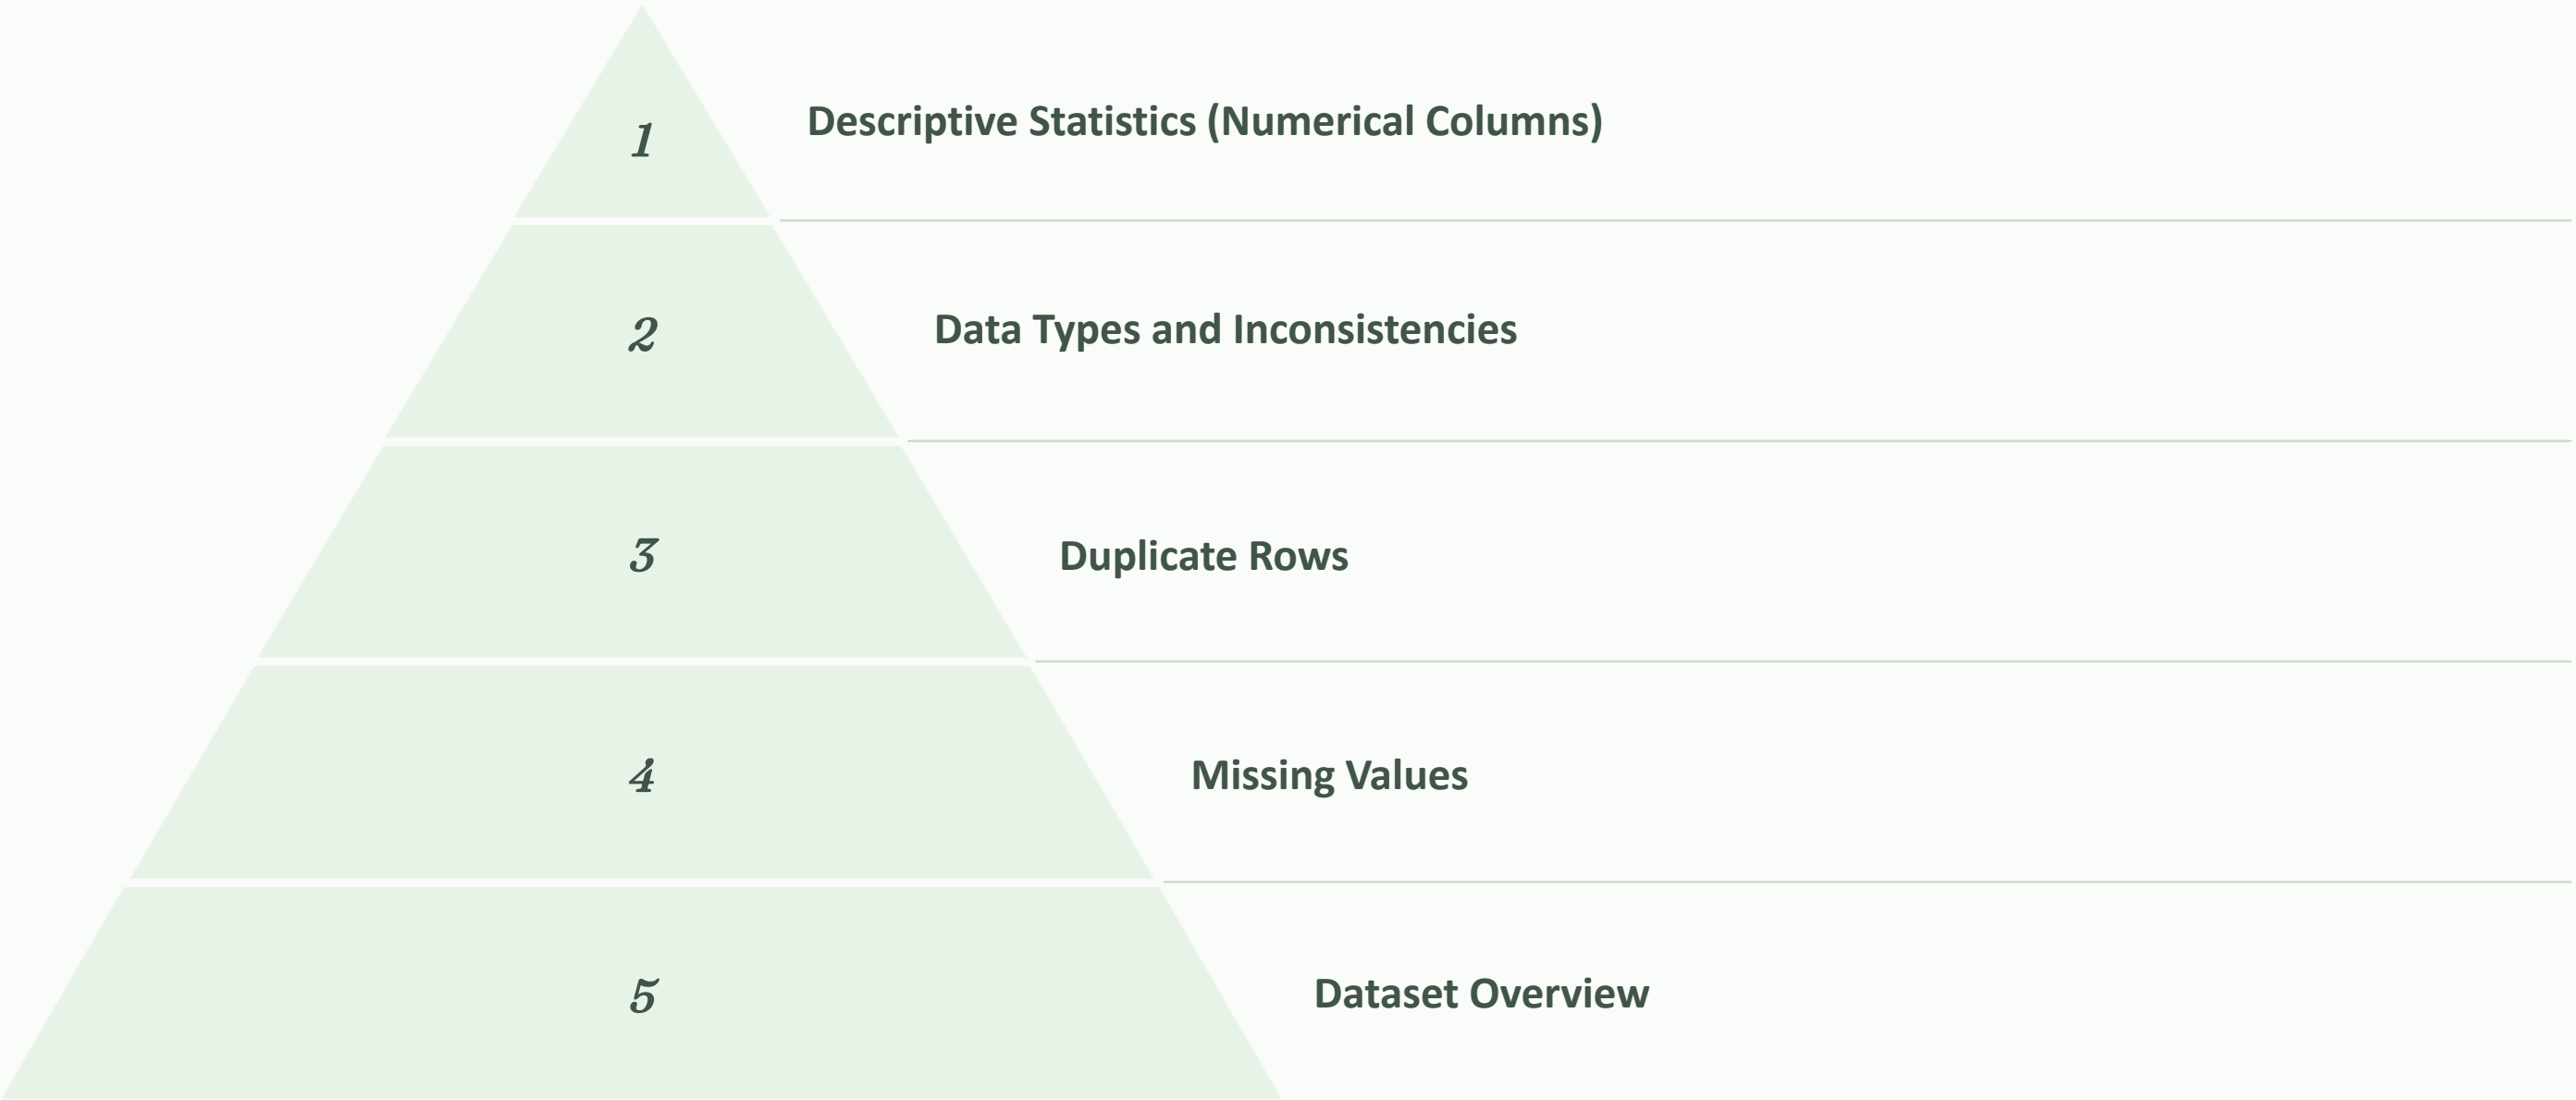 1
Descriptive Statistics (Numerical Columns)
2
Data Types and Inconsistencies
3
Duplicate Rows
4
Missing Values
5
Dataset Overview